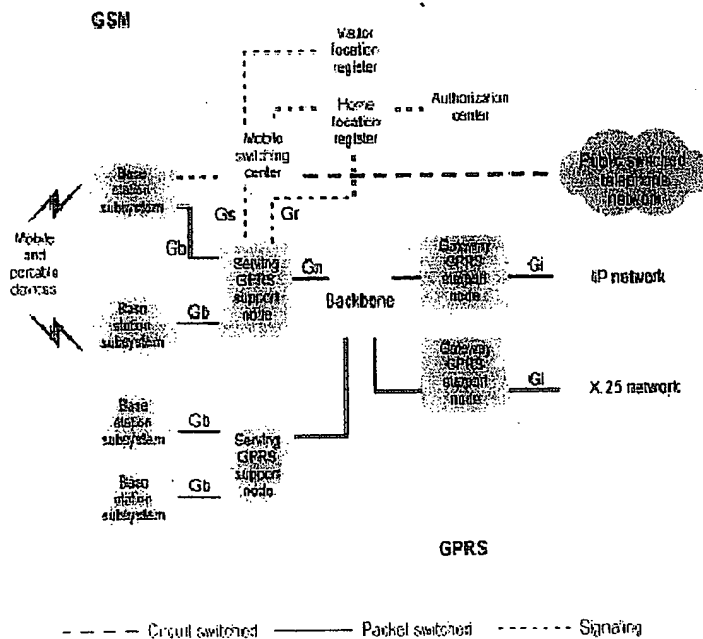 GSM
Visitor
location
register
Home
location
register
Authorization
center
Mobile
switching
center
Base
station
subsystem
Public switched
telephone
network
Mobile
and
portable
devices
Gs
Gr
Gb
Serving
GPRS
support
node
Gn
Backbone
Gateway
GPRS
support
node
Gi
IP network
Base
station
subsystem
Gb
Gateway
GPRS
support
node
Gi
X.25 network
Base
station
subsystem
Gb
Serving
GPRS
support
node
Base
station
subsystem
Gb
GPRS
Circuit switched
Packet switched
Signaling